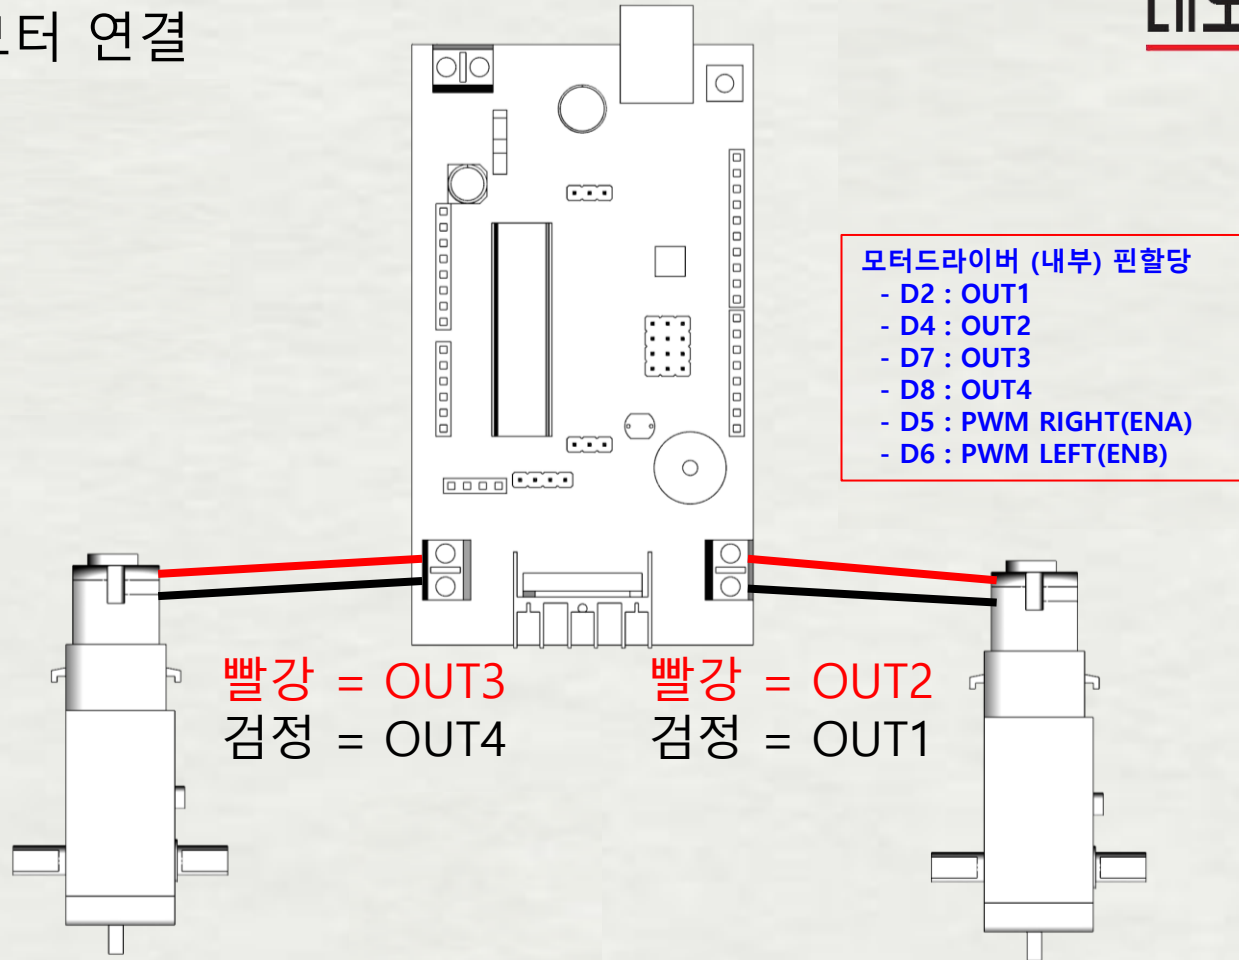 터 연결
모터드라이버 (내부) 핀할당
- D2 : OUT1
- D4 : OUT2
- D7 : OUT3
- D8 : OUT4
- D5 : PWM RIGHT(ENA)
- D6 : PWM LEFT(ENB)
빨강 = OUT3
검정 = OUT4
빨강 = OUT2
검정 = OUT1